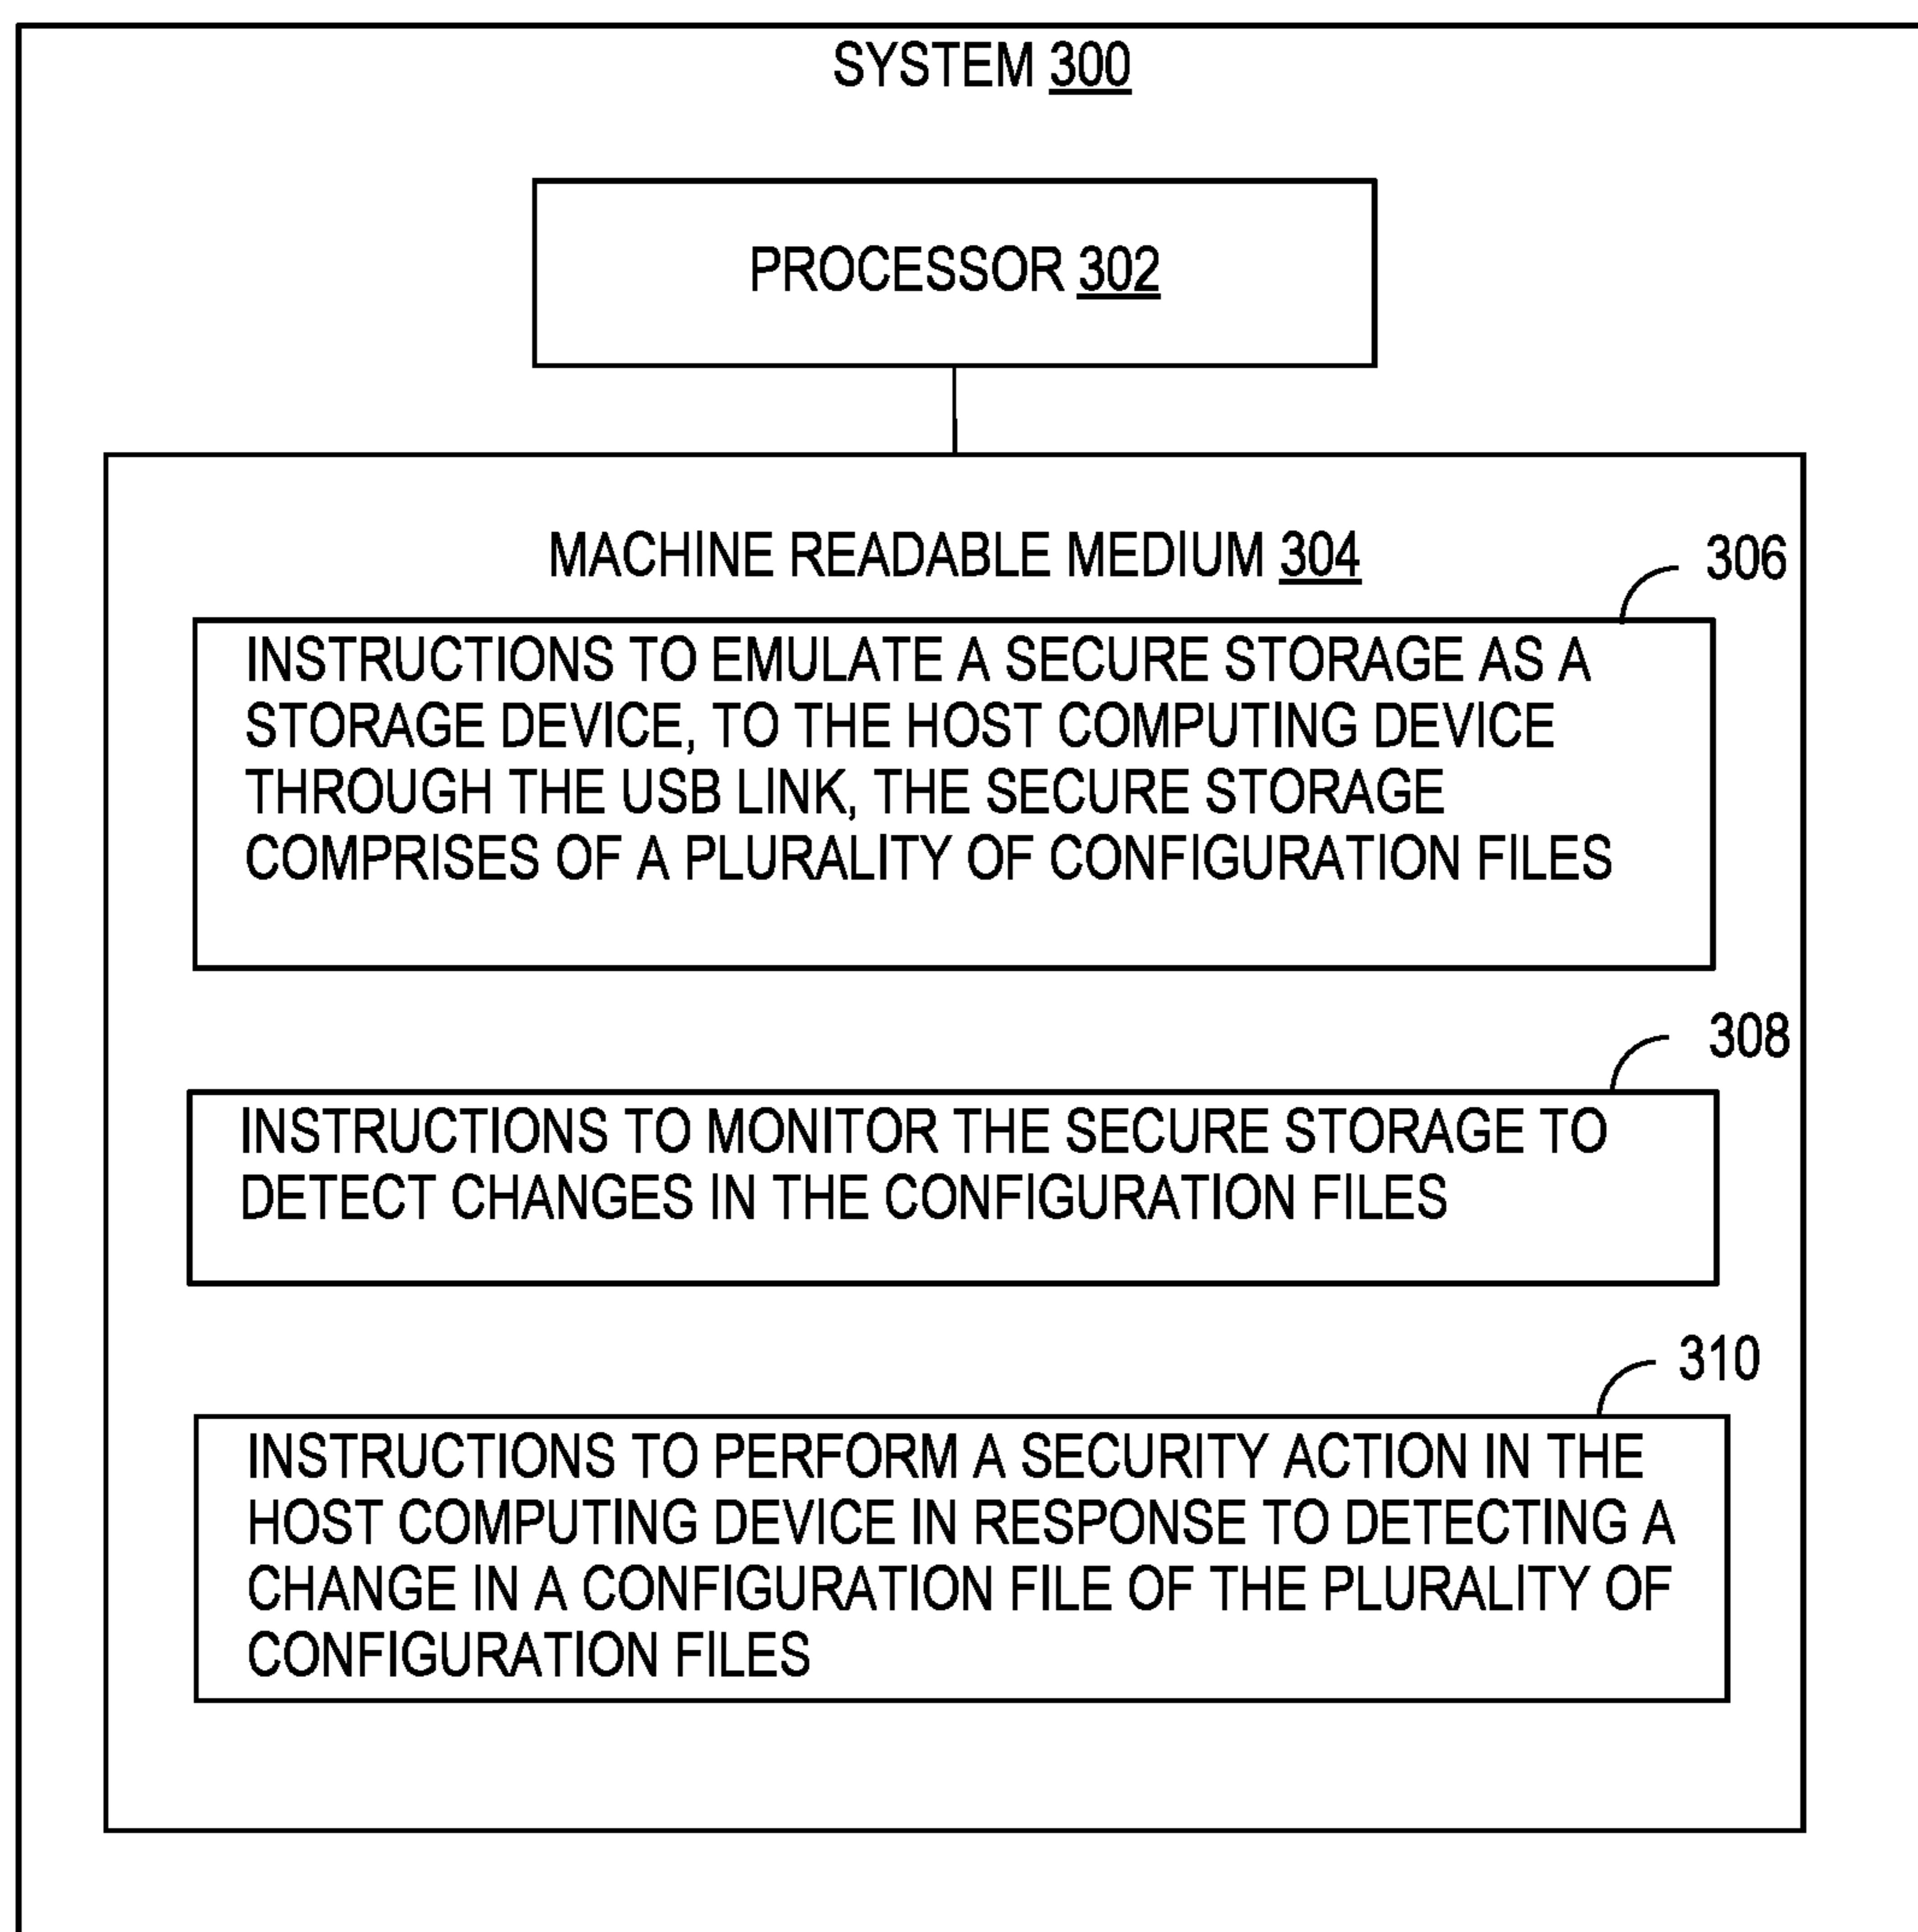 SYSTEM 300
PROCESSOR 302
MACHINE READABLE MEDIUM 304
306
INSTRUCTIONS TO EMULATE A SECURE STORAGE AS A
STORAGE DEVICE, TO THE HOST COMPUTING DEVICE
THROUGH THE USB LINK, THE SECURE STORAGE
COMPRISES OF A PLURALITY OF CONFIGURATION FILES
308
INSTRUCTIONS TO MONITOR THE SECURE STORAGE TO
DETECT CHANGES IN THE CONFIGURATION FILES
310
INSTRUCTIONS TO PERFORM A SECURITY ACTION IN THE
HOST COMPUTING DEVICE IN RESPONSE TO DETECTING A
CHANGE IN A CONFIGURATION FILE OF THE PLURALITY OF
CONFIGURATION FILES